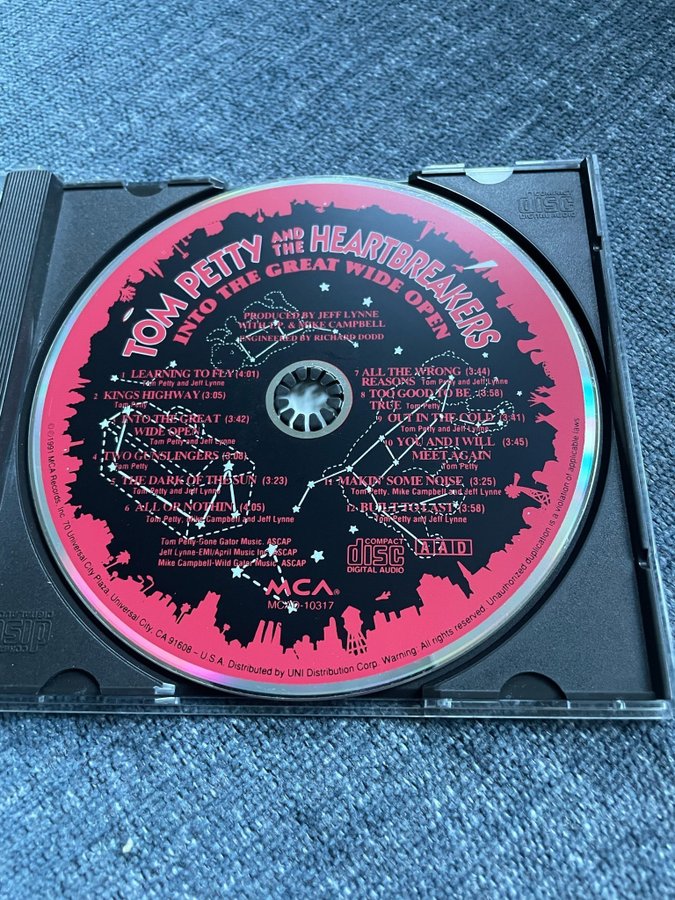 TOM PETTY AND THE HEARTBREAKERS
INTO THE GREAT WIDE OPEN
PRODUCED BY JEFF LYNNE
WITH T.P. & MIKE CAMPBELL
ENGINEERED BY RICHARD DODD
1 LEARNING TO FLY (4:01)
Tom Petty and Jeff Lynne
2 KINGS HIGHWAY (3:05)
Tom Petty
3 INTO THE GREAT (3:42)
WIDE OPEN
Tom Petty and Jeff Lynne
4 TWO GUNSLINGERS
Tom Petty
5 THE DARK OF THE SUN (3:23)
Tom Petty and Jeff Lynne
6 ALL OR NOTHIN' (4:05)
Tom Petty, Mike Campbell and Jeff Lynne
7 ALL THE WRONG (3:44)
REASONS Tom Petty and Jeff Lynne
8 TOO GOOD TO BE (3:58)
TRUE Tom Petty
9 OUT IN THE COLD (3:41)
Tom Petty and Jeff Lynne
10 YOU AND I WILL (3:45)
MEET AGAIN
Tom Petty
11 MAKIN' SOME NOISE (3:25)
Tom Petty, Mike Campbell and Jeff Lynne
12 BUILT TO LAST (3:58)
Tom Petty and Jeff Lynne
Tom Petty-Gone Gator Music. ASCAP
Jeff Lynne-EMI/April Music Inc. ASCAP
Mike Campbell-Wild Gator Music. ASCAP
COMPACT
disc
DIGITAL AUDIO
AAD
MCA®
MCAD-10317
℗©1991 MCA Records, Inc. 70 Universal City Plaza, Universal City, CA 91608 – U.S.A. Distributed by UNI Distribution Corp. Warning: All rights reserved. Unauthorized duplication is a violation of applicable laws.
COMPACT
disc
DIGITAL AUDIO
COMPACT
disc
DIGITAL AUDIO